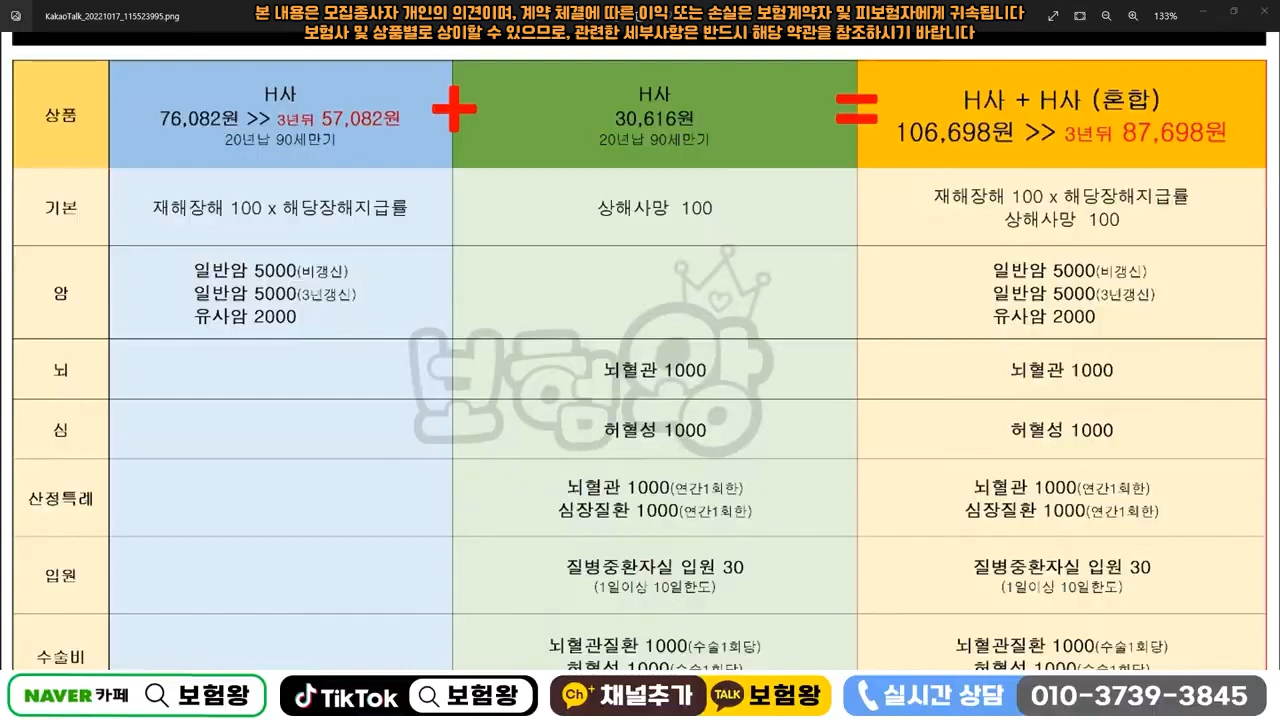 KakaoTalk_20221017_115523995.png
본 내용은 모집종사자 개인의 의견이며, 계약 체결에 따른 이익 또는 손실은 보험계약자 및 피보험자에게 귀속됩니다
133%
보험사 및 상품별로 상이할 수 있으므로, 관련한 세부사항은 반드시 해당 약관을 참조하시기 바랍니다
상품
H사
76,082원 >> 3년뒤 57,082원
20년납 90세만기
+
H사
30,616원
20년납 90세만기
=
H사 + H사 (혼합)
106,698원 >> 3년뒤 87,698원
기본
재해장해 100 x 해당장해지급률
상해사망 100
재해장해 100 x 해당장해지급률
상해사망 100
암
일반암 5000(비갱신)
일반암 5000(3년갱신)
유사암 2000
일반암 5000(비갱신)
일반암 5000(3년갱신)
유사암 2000
보험왕
뇌
뇌혈관 1000
뇌혈관 1000
심
허혈성 1000
허혈성 1000
산정특례
뇌혈관 1000(연간1회한)
심장질환 1000(연간1회한)
뇌혈관 1000(연간1회한)
심장질환 1000(연간1회한)
입원
질병중환자실 입원 30
(1일이상 10일한도)
질병중환자실 입원 30
(1일이상 10일한도)
수술비
뇌혈관질환 1000(수술1회당)
허혈성 1000(수술1회당)
뇌혈관질환 1000(수술1회당)
허혈성 1000(수술1회당)
NAVER 카페 보험왕
TikTok 보험왕
Ch+ 채널추가 TALK 보험왕
실시간 상담 010-3739-3845